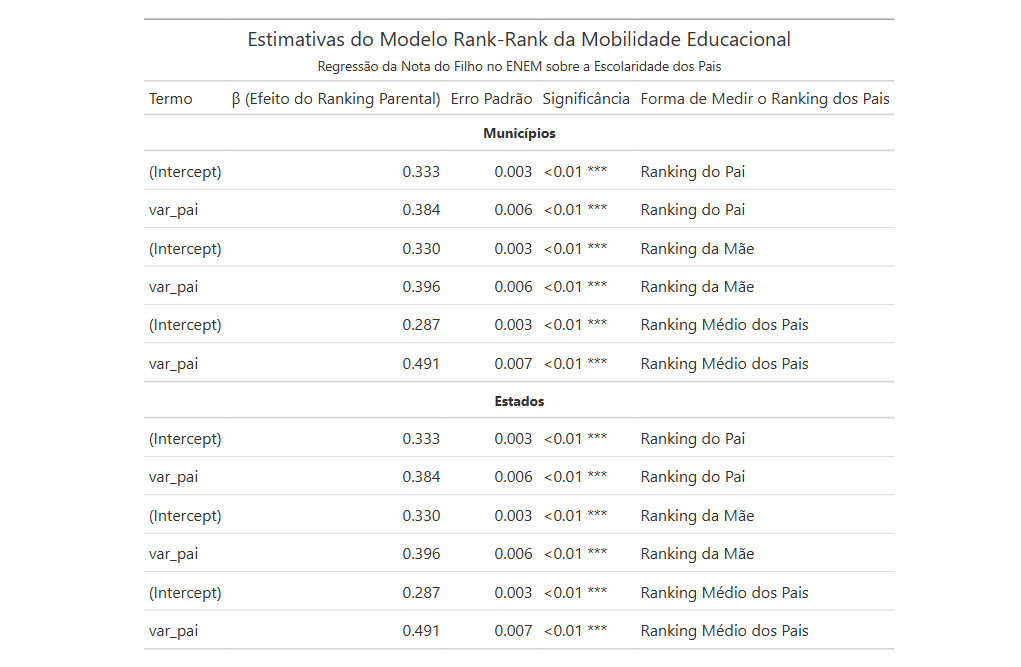 Estimativas do Modelo Rank-Rank da Mobilidade Educacional
Regressão da Nota do Filho no ENEM sobre a Escolaridade dos Pais
Termo β (Efeito do Ranking Parental) Erro Padrão Significância Forma de Medir o Ranking dos Pais
Municípios
(Intercept) 0.333 0.003 <0.01 *** Ranking do Pai
var_pai 0.384 0.006 <0.01 *** Ranking do Pai
(Intercept) 0.330 0.003 <0.01 *** Ranking da Mãe
var_pai 0.396 0.006 <0.01 *** Ranking da Mãe
(Intercept) 0.287 0.003 <0.01 *** Ranking Médio dos Pais
var_pai 0.491 0.007 <0.01 *** Ranking Médio dos Pais
Estados
(Intercept) 0.333 0.003 <0.01 *** Ranking do Pai
var_pai 0.384 0.006 <0.01 *** Ranking do Pai
(Intercept) 0.330 0.003 <0.01 *** Ranking da Mãe
var_pai 0.396 0.006 <0.01 *** Ranking da Mãe
(Intercept) 0.287 0.003 <0.01 *** Ranking Médio dos Pais
var_pai 0.491 0.007 <0.01 *** Ranking Médio dos Pais